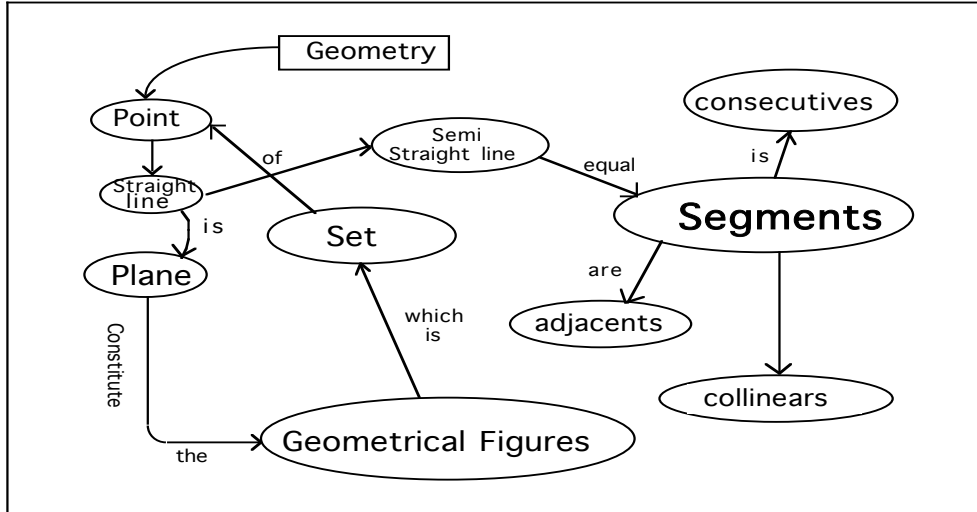 Geometry
consecutives
Point
Semi
Straight line
of
equal
is
Straight
line
is
Segments
Set
Plane
are
which
is
adjacents
Constitute
collinears
Geometrical Figures
the